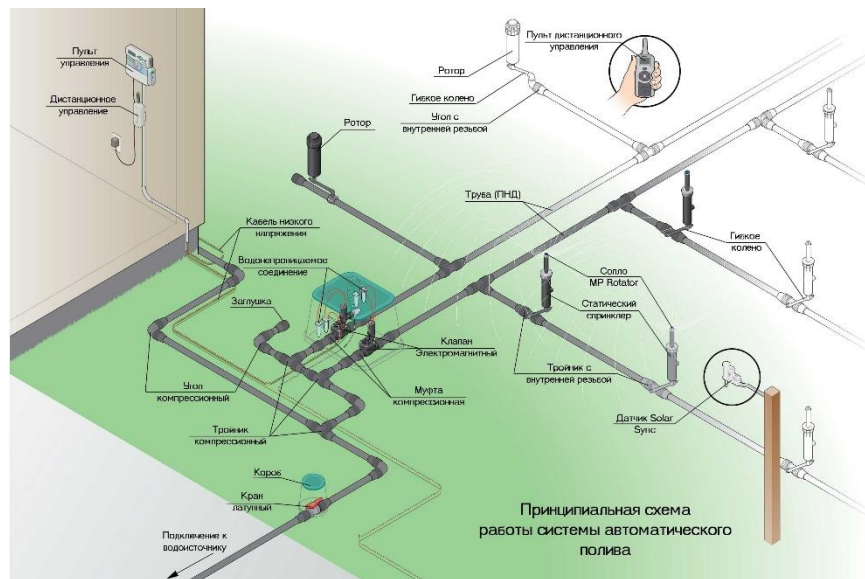 Пульт
управления
Дистанционное
управление
Ротор
Гибкое колено
Угол с
внутренней резьбой
Пульт дистанционного
управления
Ротор
Труба (ПНД)
Гибкое
колено
Кабель низкого
напряжения
Водонепроницаемое
соединение
Заглушка
Сопло
MP Rotator
Статический
спринклер
Клапан
Электромагнитный
Тройник с
внутренней резьбой
Угол
компрессионный
Муфта
компрессионная
Тройник
компрессионный
Датчик Solar
Sync
Короб
Кран
латунный
Подключение к
водоисточнику
Принципиальная схема
работы системы автоматического
полива